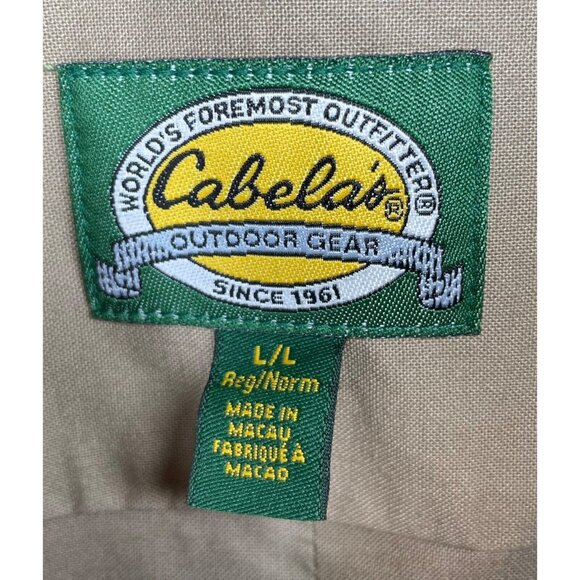 WORLD'S FOREMOST OUTFITTER®
Cabela's®
OUTDOOR GEAR
SINCE 1961
L/L
Reg/Norm
MADE IN
MACAU
FABRIQUÉ À
MACAO